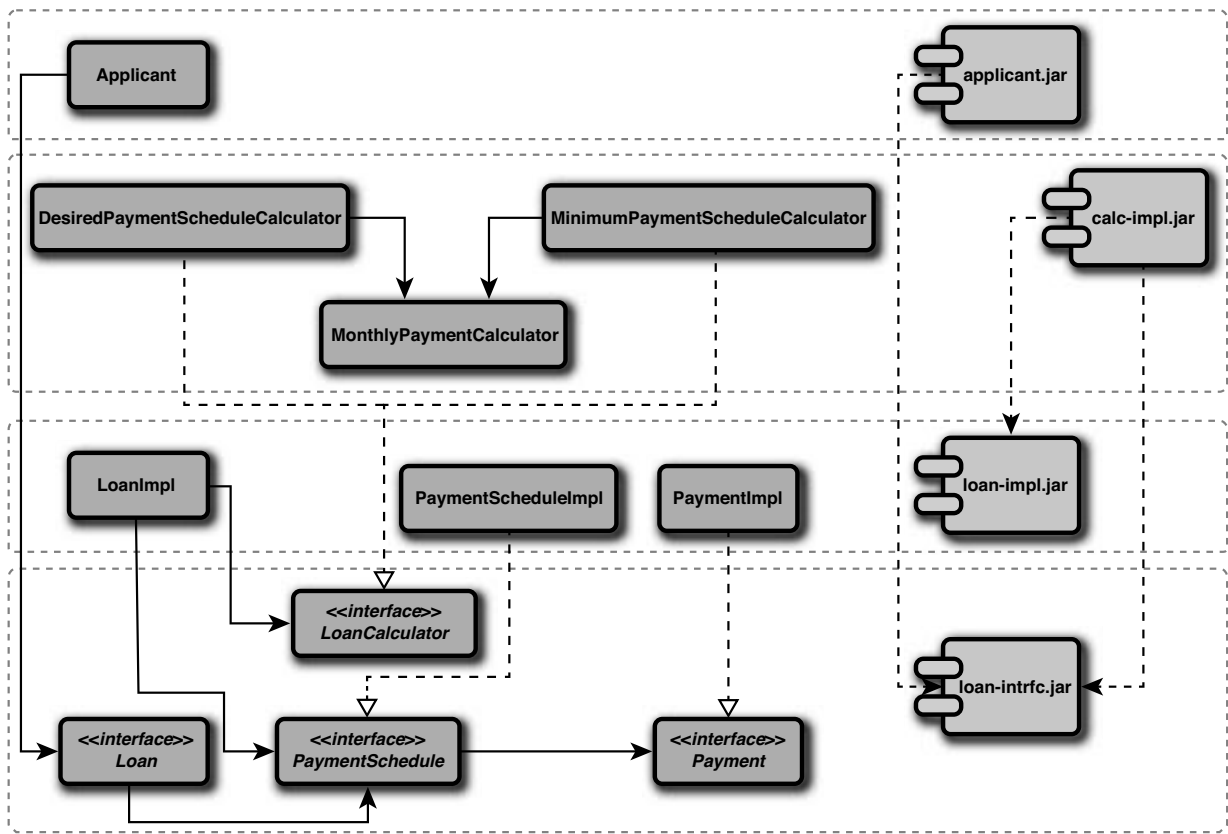 Applicant
applicant.jar
DesiredPaymentScheduleCalculator
MinimumPaymentScheduleCalculator
calc-impl.jar
MonthlyPaymentCalculator
LoanImpl
PaymentScheduleImpl
PaymentImpl
loan-impl.jar
<<interface>>
LoanCalculator
loan-intrfc.jar
<<interface>>
Loan
<<interface>>
PaymentSchedule
<<interface>>
Payment